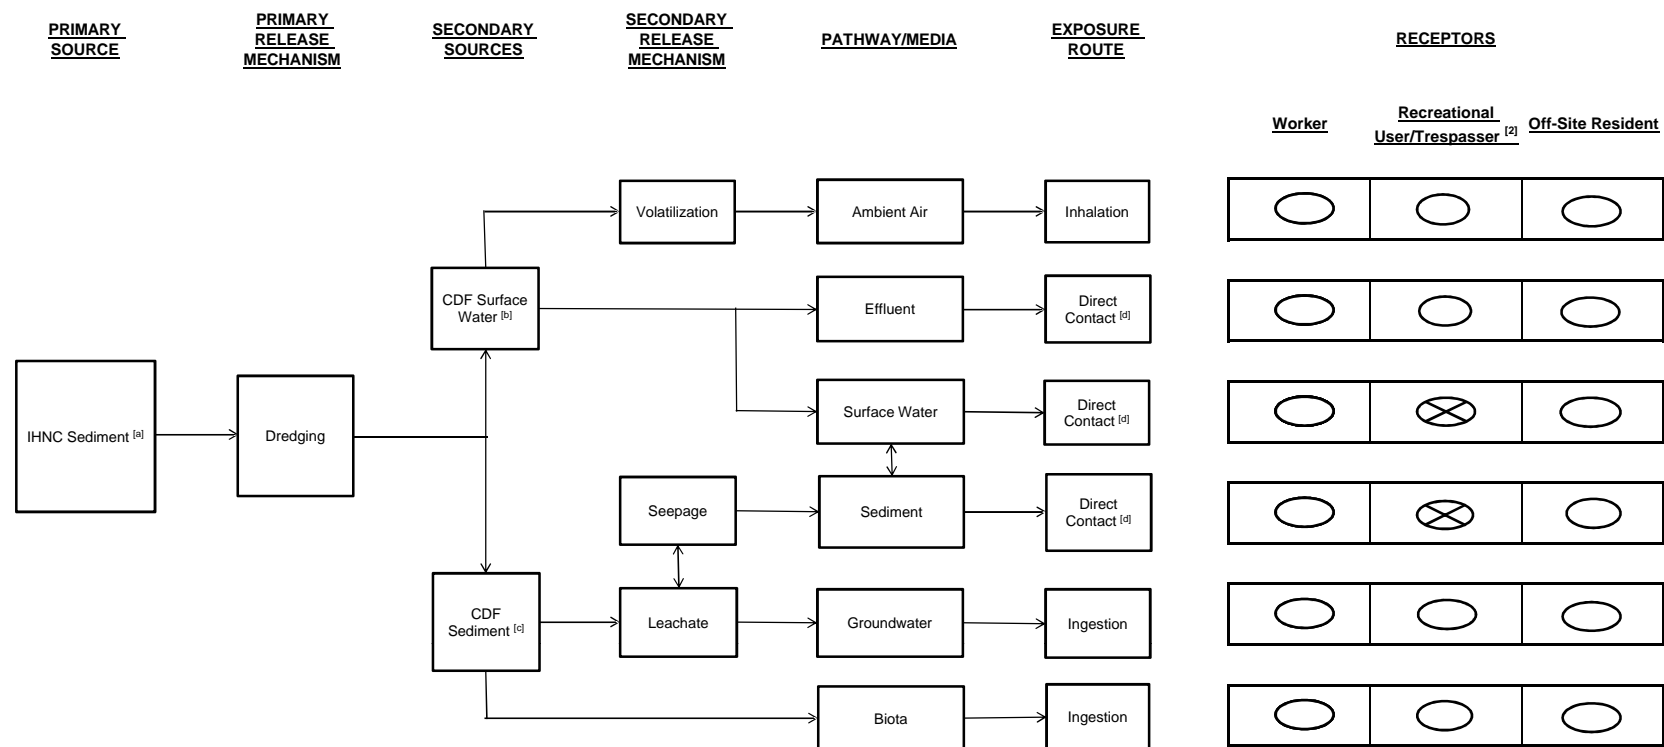 PRIMARY
SOURCE
PRIMARY
RELEASE
MECHANISM
SECONDARY
SOURCES
SECONDARY
RELEASE
MECHANISM
PATHWAY/MEDIA
EXPOSURE
ROUTE
RECEPTORS
Worker
Recreational
User/Trespasser [2]
Off-Site Resident
Volatilization
Ambient Air
Inhalation
CDF Surface
Water [b]
Effluent
Direct
Contact [d]
IHNC Sediment [a]
Dredging
Surface Water
Direct
Contact [d]
Seepage
Sediment
Direct
Contact [d]
CDF
Sediment [c]
Leachate
Groundwater
Ingestion
Biota
Ingestion